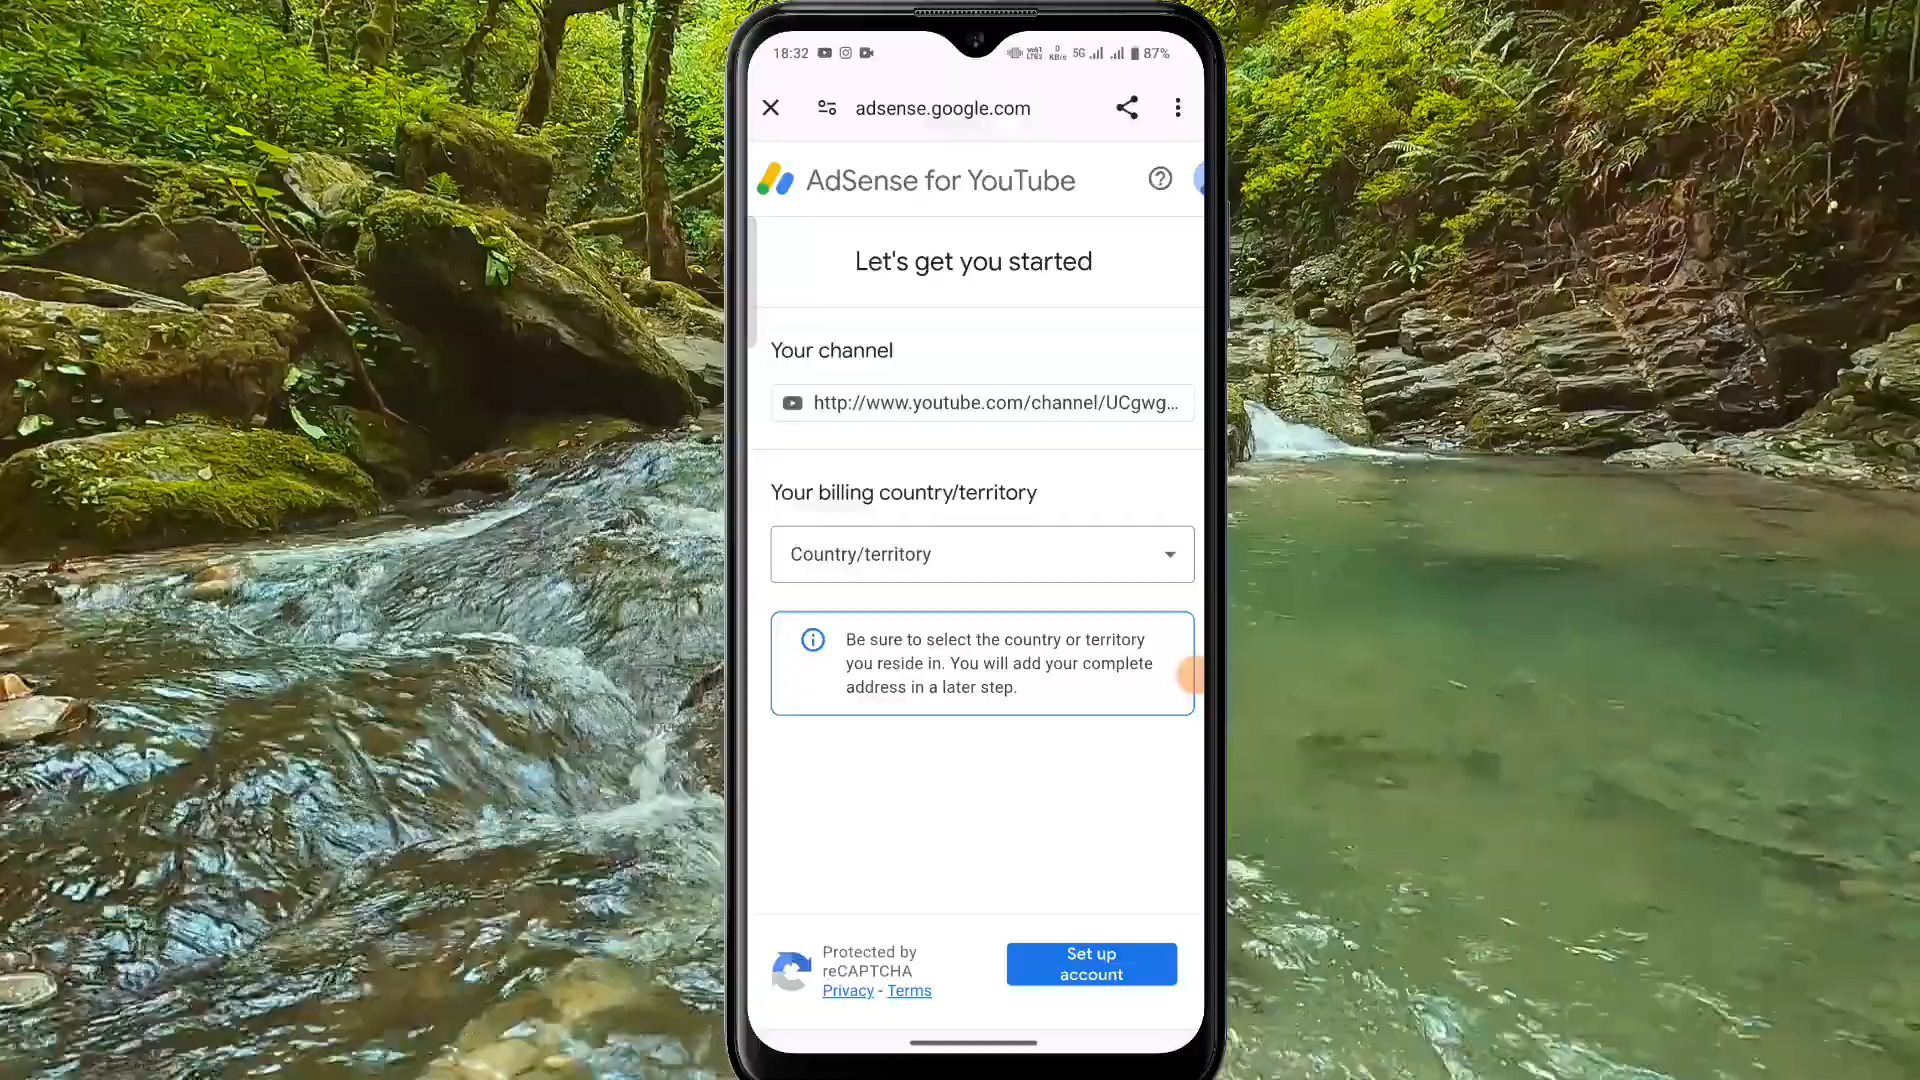 18:32 5G 87%
adsense.google.com
AdSense for YouTube
Let's get you started
Your channel
http://www.youtube.com/channel/UCgwg...
Your billing country/territory
Country/territory
Be sure to select the country or territory
you reside in. You will add your complete
address in a later step.
Protected by
reCAPTCHA
Privacy - Terms
Set up
account